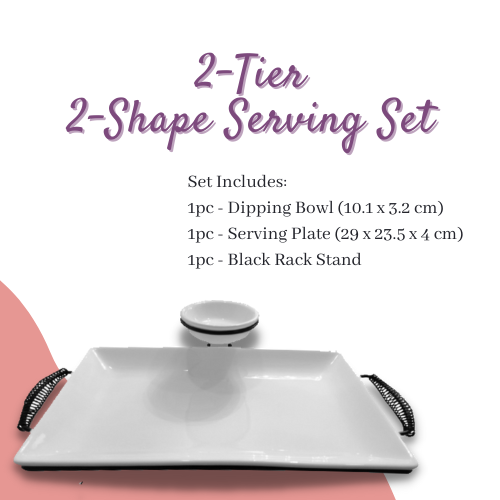 2-Tier
2-Shape Serving Set
Set Includes:
1pc - Dipping Bowl (10.1 x 3.2 cm)
1pc - Serving Plate (29 x 23.5 x 4 cm)
1pc - Black Rack Stand